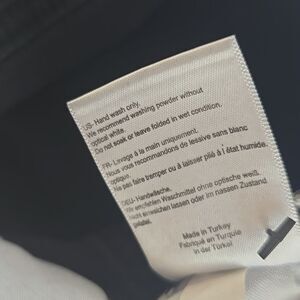 US- Hand wash only.
We recommend washing powder without
optical white.
Do not soak or leave folded in wet condition.
FR- Lavage à la main uniquement.
Nous vous recommandons de lessive sans blanc
optique.
Ne pas faire tremper ou à laisser plié à l'état humide.
DEU- Handwäsche.
Wir empfehlen Waschmittel ohne optische weiß.
Nicht einweichen lassen oder im nassen Zustand
gefaltet.
Made in Turkey
Fabriqué en Turquie
in der Türkei